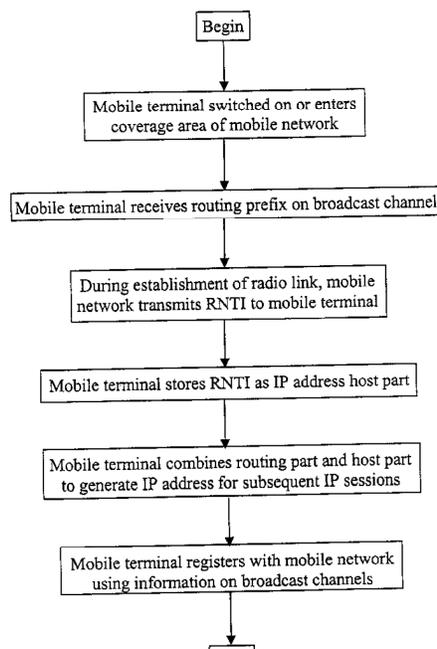 Begin
Mobile terminal switched on or enters
coverage area of mobile network
Mobile terminal receives routing prefix on broadcast channel
During establishment of radio link, mobile
network transmits RNTI to mobile terminal
Mobile terminal stores RNTI as IP address host part
Mobile terminal combines routing part and host part
to generate IP address for subsequent IP sessions
Mobile terminal registers with mobile network
using information on broadcast channels